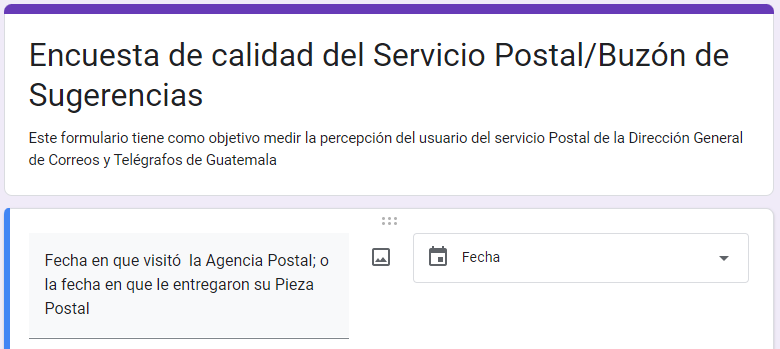 Encuesta de calidad del Servicio Postal/Buzón de
Sugerencias
Este formulario tiene como objetivo medir la percepción del usuario del servicio Postal de la Dirección General
de Correos y Telégrafos de Guatemala
Fecha en que visitó  la Agencia Postal; o
la fecha en que le entregaron su Pieza
Postal
Fecha